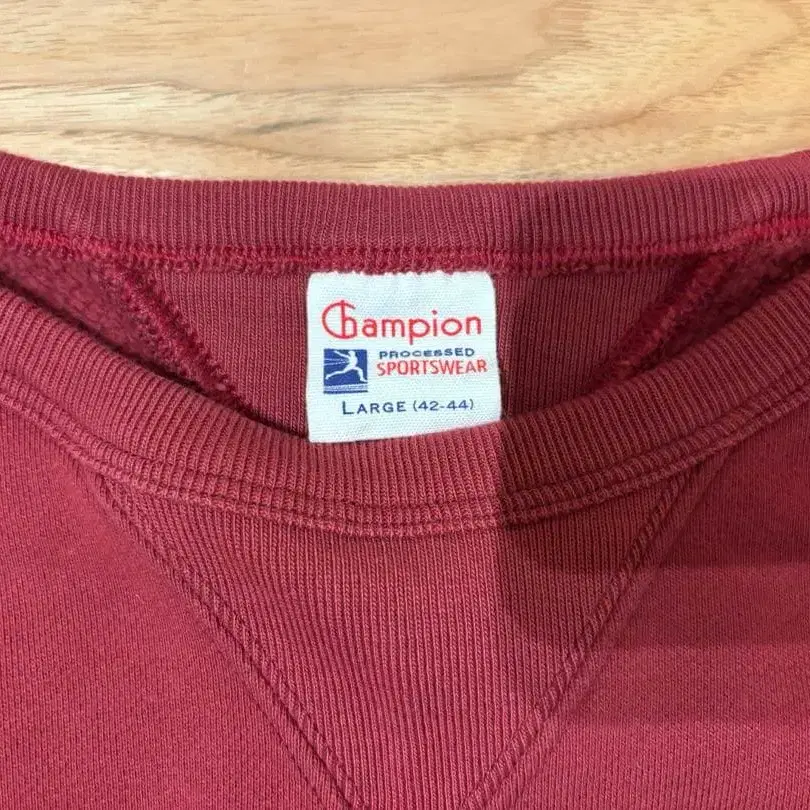 Champion
PROCESSED
SPORTSWEAR
LARGE (42-44)